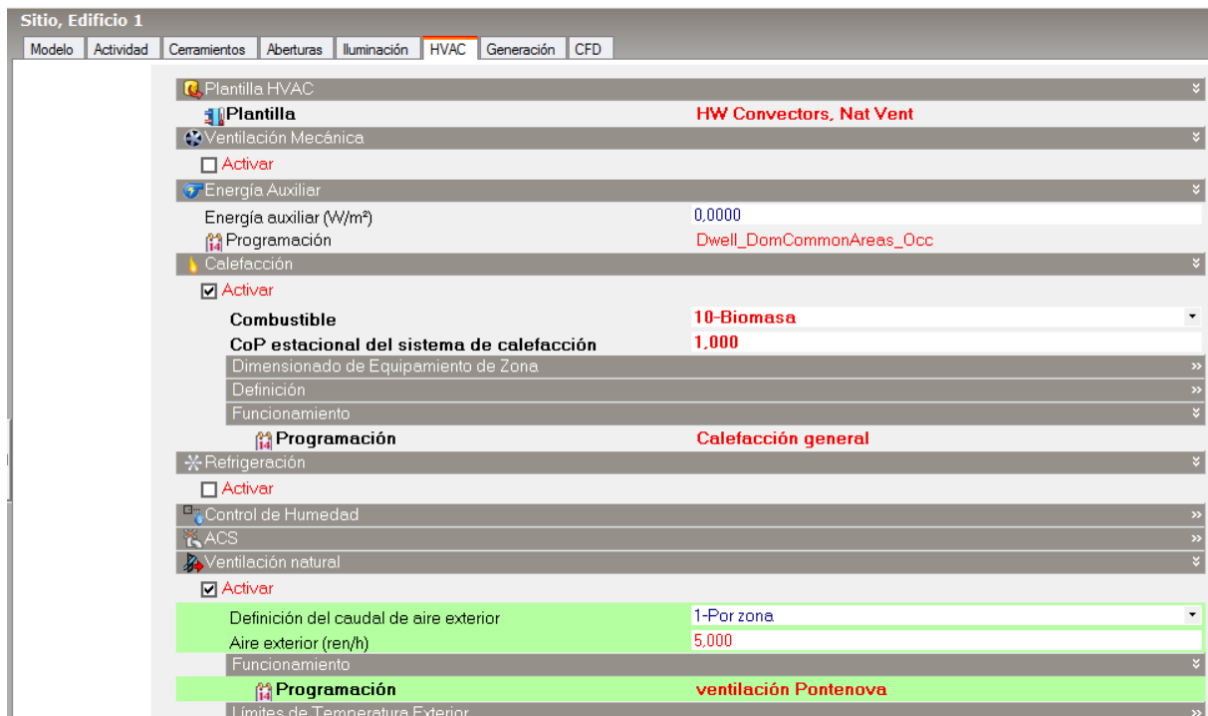 Sitio, Edificio 1
Modelo Actividad Cerramientos Aberturas Iluminación HVAC Generación CFD
Plantilla HVAC
Plantilla HW Convectors, Nat Vent
Ventilación Mecánica
Activar
Energía Auxiliar
Energía auxiliar (W/m²) 0,0000
Programación Dwell_DomCommonAreas_Occ
Calefacción
Activar
Combustible 10-Biomasa
CoP estacional del sistema de calefacción 1,000
Dimensionado de Equipamiento de Zona
Definición
Funcionamiento
Programación Calefacción general
Refrigeración
Activar
Control de Humedad
ACS
Ventilación natural
Activar
Definición del caudal de aire exterior 1-Por zona
Aire exterior (ren/h) 5,000
Funcionamiento
Programación ventilación Pontenova
Límites de Temperatura Exterior